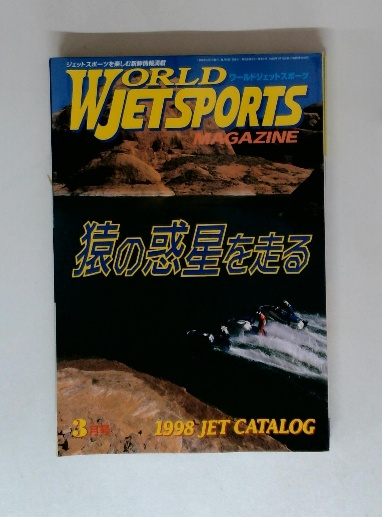 ジェットスポーツを楽しむ新鮮情報満載
WORLD
ワールドジェットスポーツ
JETSPORTS
MAGAZINE
猿の惑星を走る
3月号
1998 JET CATALOG